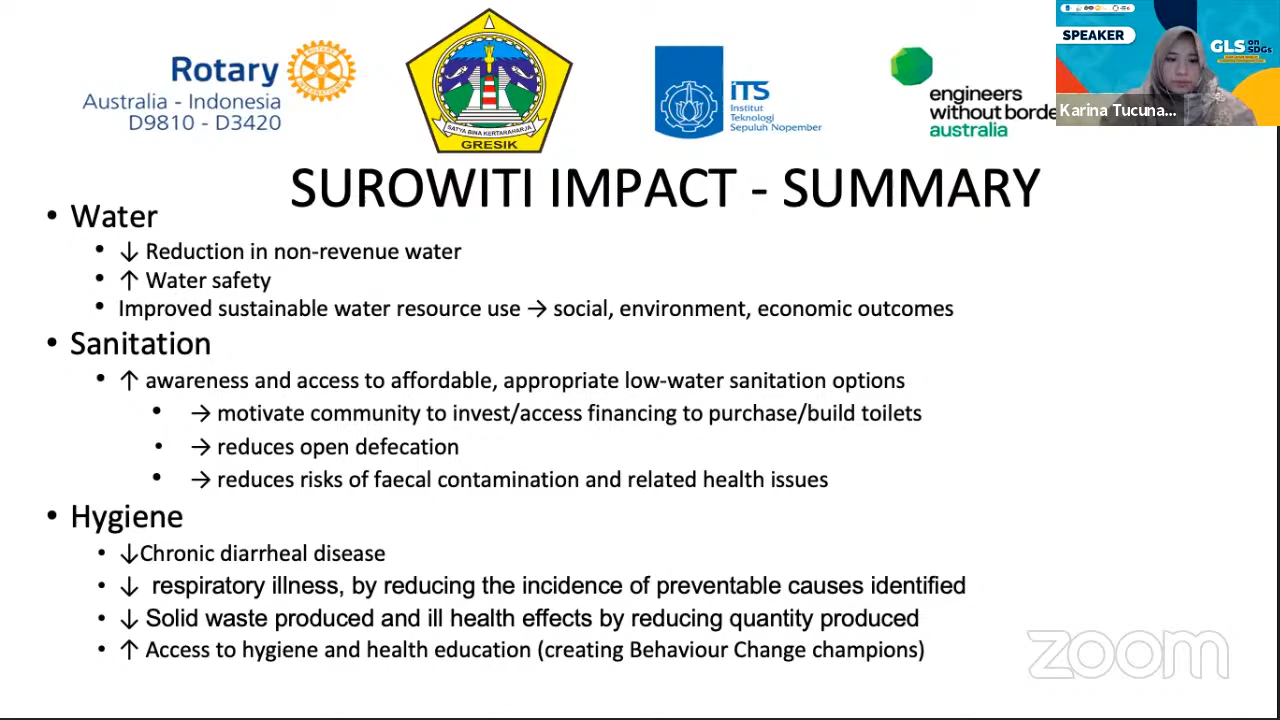 Rotary
Australia - Indonesia
D9810 - D3420
SATYA BINA KERTARAHARJA
GRESIK
iTS
Institut
Teknologi
Sepuluh Nopember
engineers
without borde
australia
SPEAKER
GLS on
SDGs
Karina Tucuna...
SUROWITI IMPACT - SUMMARY
• Water
• ↓ Reduction in non-revenue water
• ↑ Water safety
• Improved sustainable water resource use → social, environment, economic outcomes
• Sanitation
• ↑ awareness and access to affordable, appropriate low-water sanitation options
• → motivate community to invest/access financing to purchase/build toilets
• → reduces open defecation
• → reduces risks of faecal contamination and related health issues
• Hygiene
• ↓Chronic diarrheal disease
• ↓ respiratory illness, by reducing the incidence of preventable causes identified
• ↓ Solid waste produced and ill health effects by reducing quantity produced
• ↑ Access to hygiene and health education (creating Behaviour Change champions)
zoom